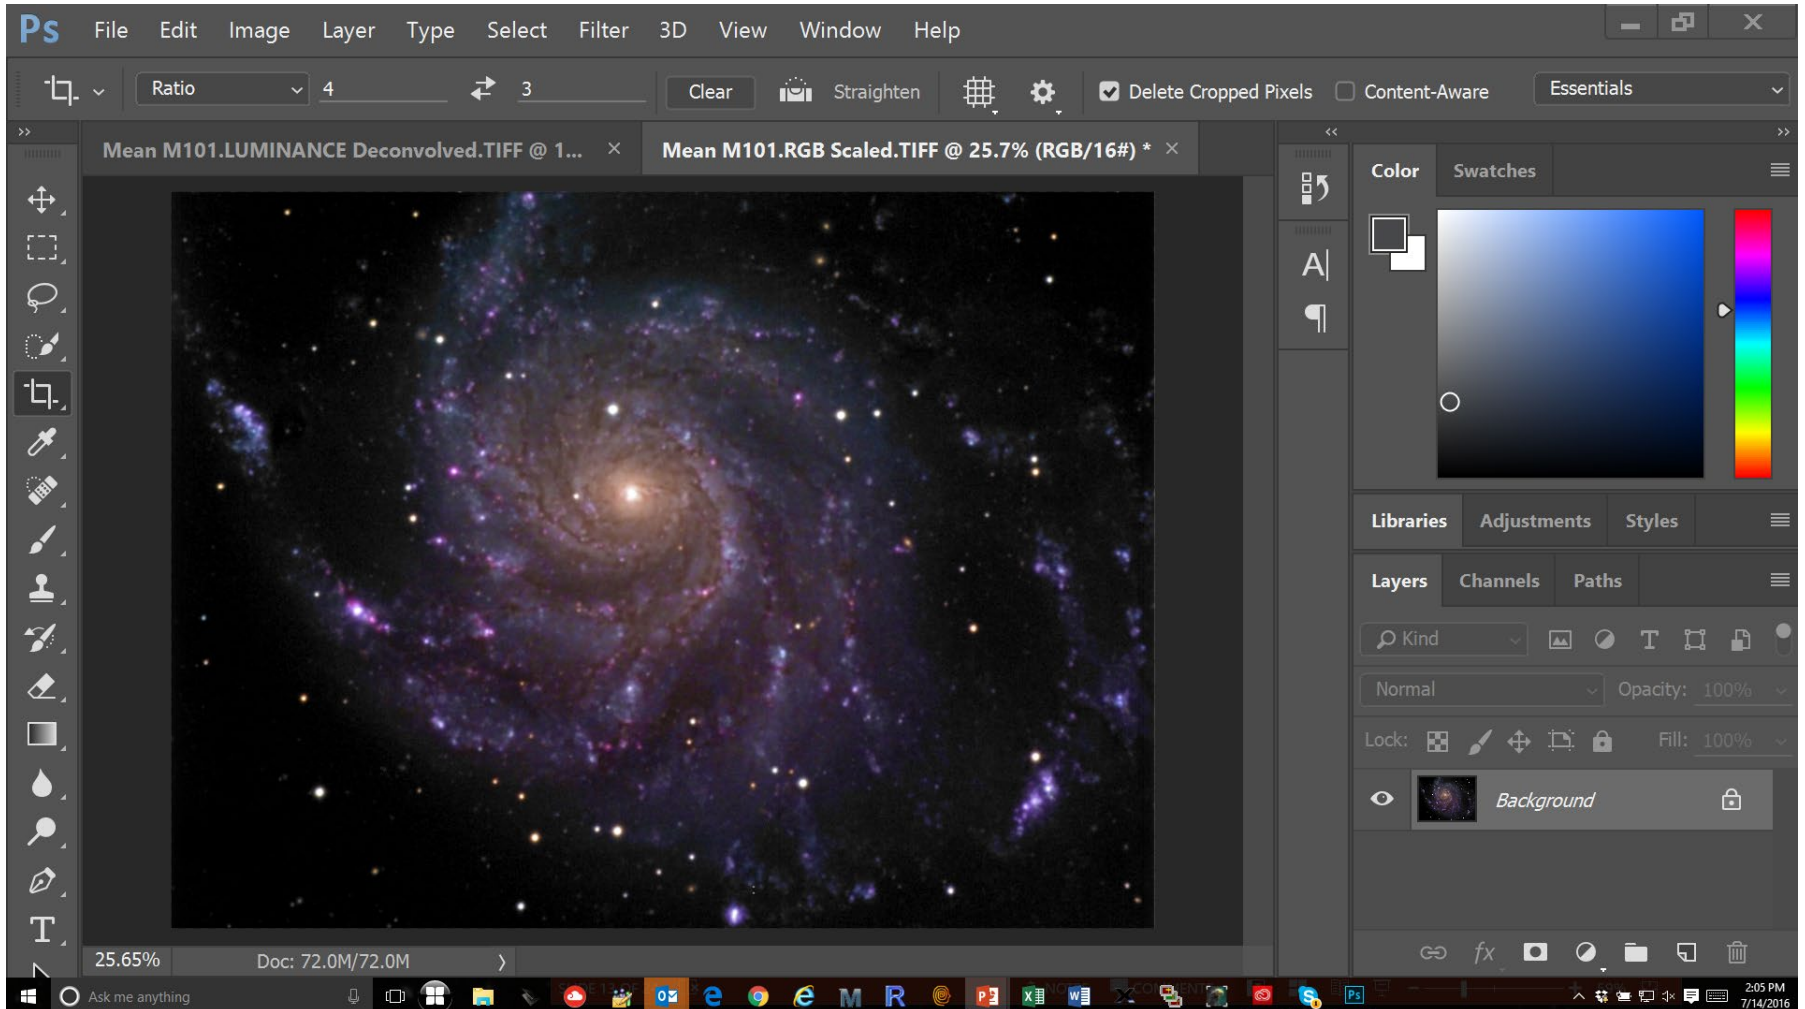 Ps File Edit Image Layer Type Select Filter 3D View Window Help
Ratio 4 3 Clear Straighten Delete Cropped Pixels Content-Aware Essentials
Mean M101.LUMINANCE Deconvolved.TIFF @ 1... × Mean M101.RGB Scaled.TIFF @ 25.7% (RGB/16#) * ×
Color Swatches
Libraries Adjustments Styles
Layers Channels Paths
Kind
Normal Opacity: 100%
Lock: Fill: 100%
Background
fx
25.65% Doc: 72.0M/72.0M
Ask me anything
2:05 PM
7/14/2016